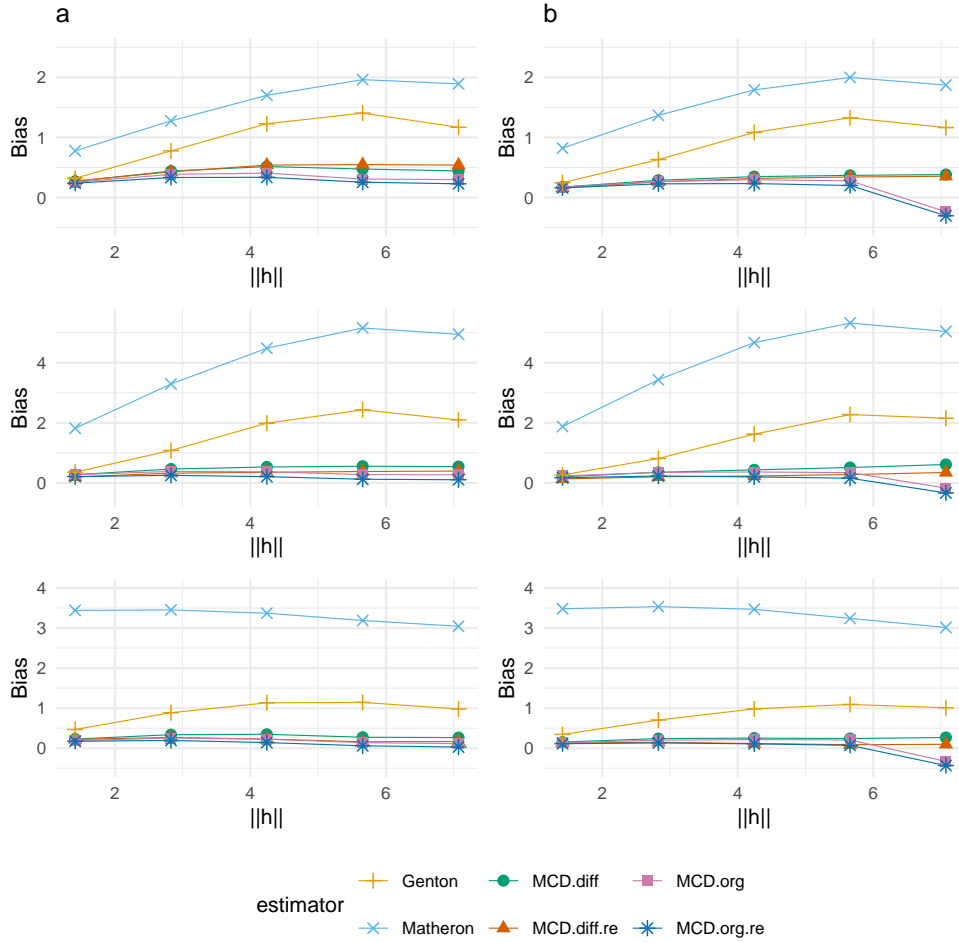 a
b
Bias
2
1
0
2
4
6
||h||
Bias
2
1
0
2
4
6
||h||
Bias
4
2
0
2
4
6
||h||
Bias
4
2
0
2
4
6
||h||
Bias
4
3
2
1
0
2
4
6
||h||
Bias
4
3
2
1
0
2
4
6
||h||
estimator
Genton
MCD.diff
MCD.org
Matheron
MCD.diff.re
MCD.org.re